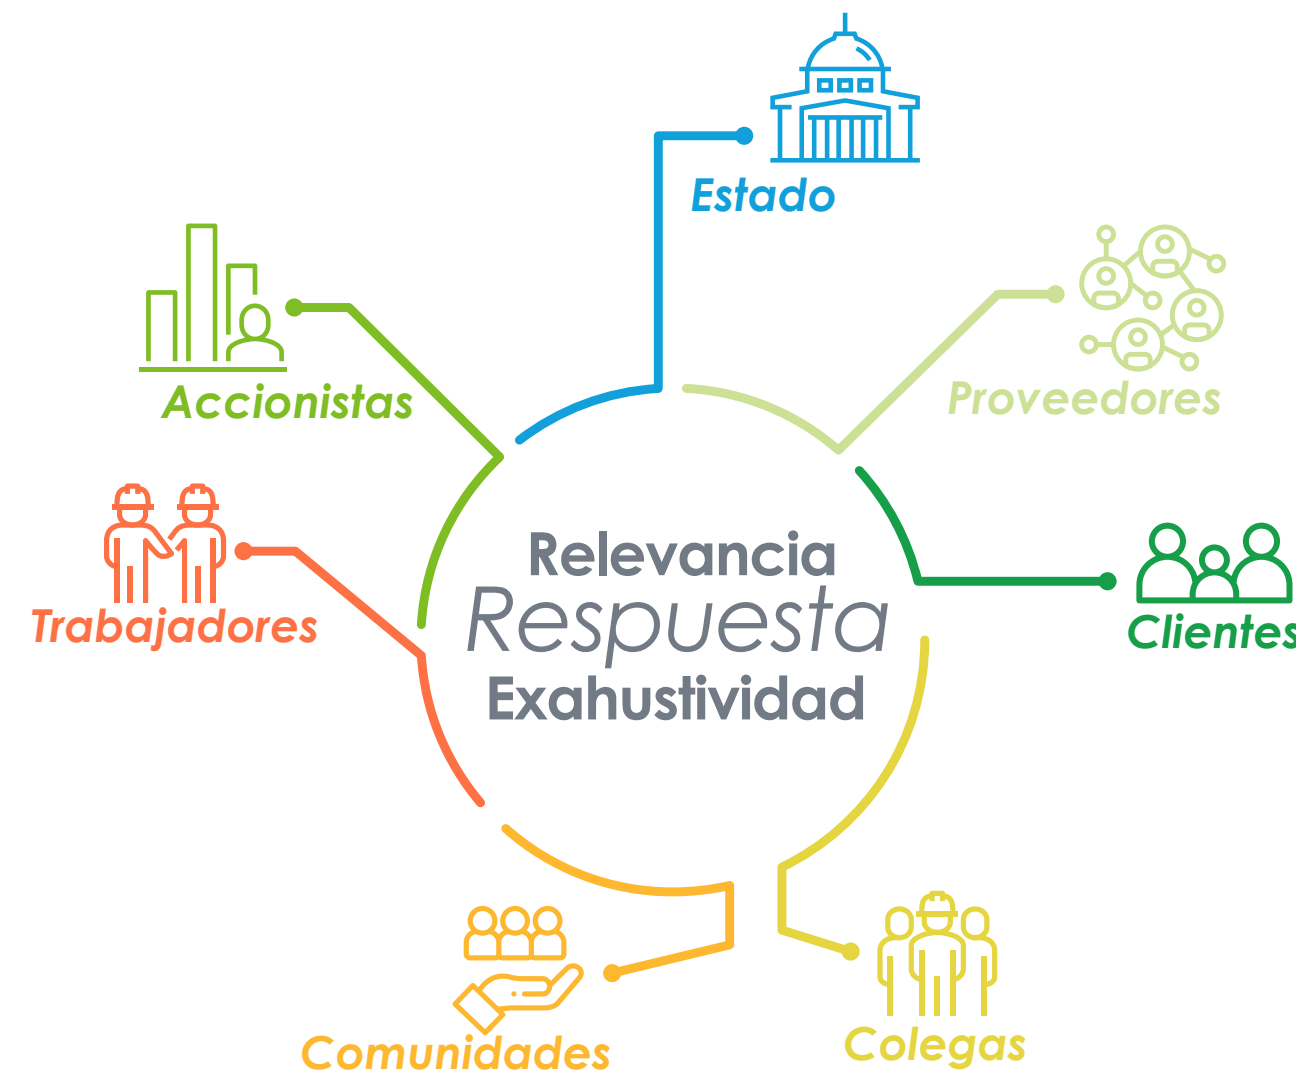 Estado
Proveedores
Accionistas
Relevancia
Respuesta
Exahustividad
Trabajadores
Clientes
Comunidades
Colegas